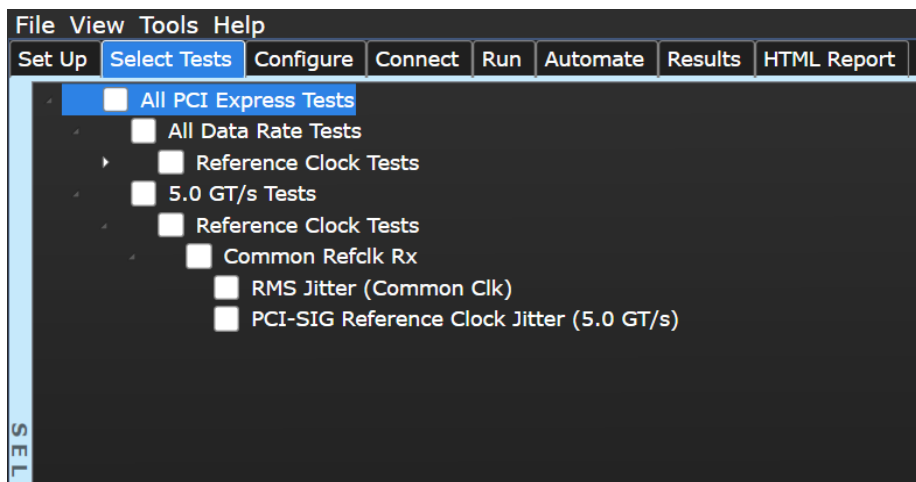 File View Tools Help
Set Up Select Tests Configure Connect Run Automate Results HTML Report
All PCI Express Tests
All Data Rate Tests
Reference Clock Tests
5.0 GT/s Tests
Reference Clock Tests
Common Refclk Rx
RMS Jitter (Common Clk)
PCI-SIG Reference Clock Jitter (5.0 GT/s)
SEL